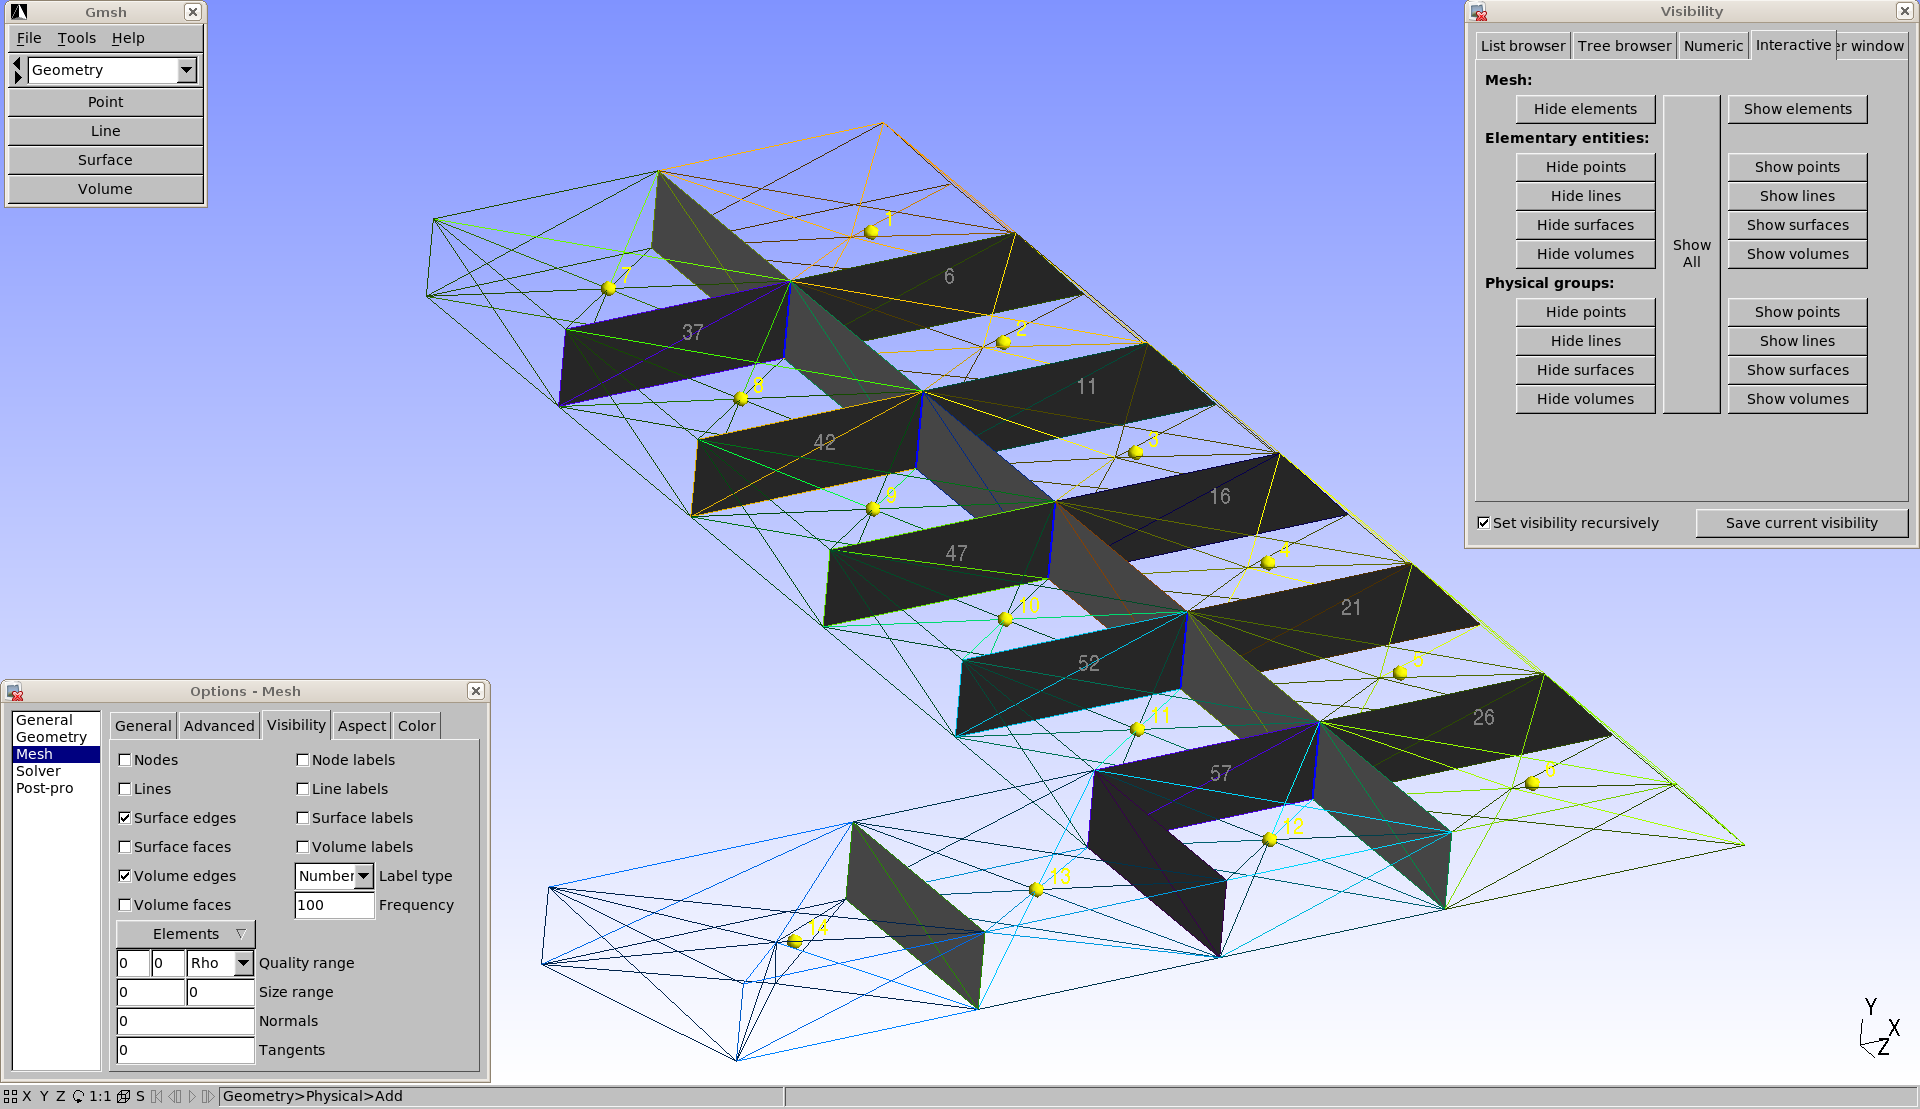 Gmsh
File Tools Help
Geometry
Point
Line
Surface
Volume
Visibility
List browser
Tree browser
Numeric
Interactive
er window
Mesh:
Hide elements
Show elements
Elementary entities:
Hide points
Show points
Hide lines
Show lines
Hide surfaces
Show surfaces
Hide volumes
Show volumes
Show All
Physical groups:
Hide points
Show points
Hide lines
Show lines
Hide surfaces
Show surfaces
Hide volumes
Show volumes
Set visibility recursively
Save current visibility
1
6
7
37
2
11
8
42
3
16
9
47
4
21
10
52
5
26
11
57
6
12
13
14
Options - Mesh
General
Geometry
Mesh
Solver
Post-pro
General Advanced Visibility Aspect Color
Nodes
Node labels
Lines
Line labels
Surface edges
Surface labels
Surface faces
Volume labels
Volume edges
Number
Label type
Volume faces
100
Frequency
Elements
0 0 Rho Quality range
0 0 Size range
0 Normals
0 Tangents
Y
X
Z
X Y Z 1:1 S
Geometry>Physical>Add